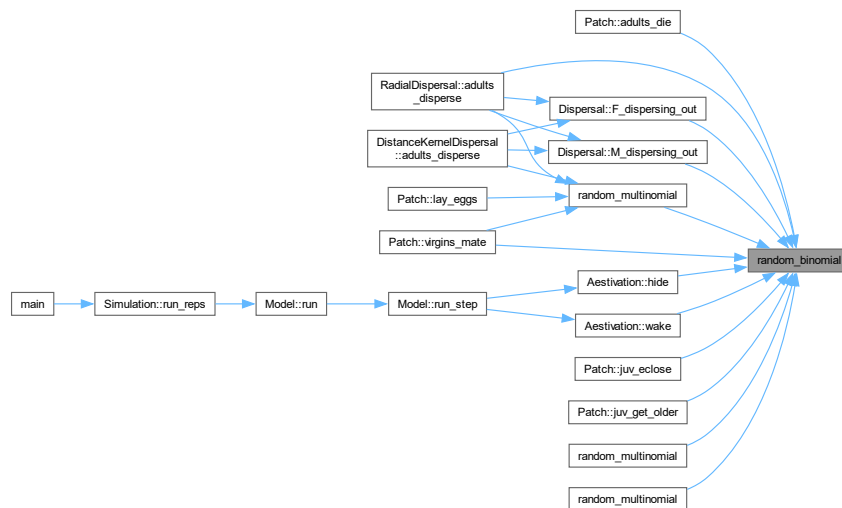 Patch::adults_die
RadialDispersal::adults
_disperse
Dispersal::F_dispersing_out
DistanceKernelDispersal
::adults_disperse
Dispersal::M_dispersing_out
Patch::lay_eggs
random_multinomial
Patch::virgins_mate
random_binomial
main
Simulation::run_reps
Model::run
Model::run_step
Aestivation::hide
Aestivation::wake
Patch::juv_eclose
Patch::juv_get_older
random_multinomial
random_multinomial